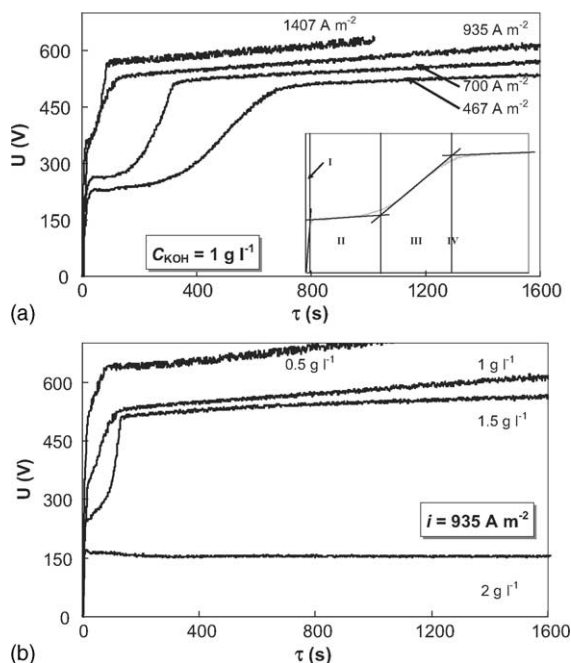 (a)
U (V)
600
450
300
150
0
1407 A m⁻²
935 A m⁻²
700 A m⁻²
467 A m⁻²
I
II
III
IV
C_KOH = 1 g l⁻¹
0
400
800
1200
1600
τ (s)
(b)
U (V)
600
450
300
150
0
0.5 g l⁻¹
1 g l⁻¹
1.5 g l⁻¹
i = 935 A m⁻²
2 g l⁻¹
0
400
800
1200
1600
τ (s)